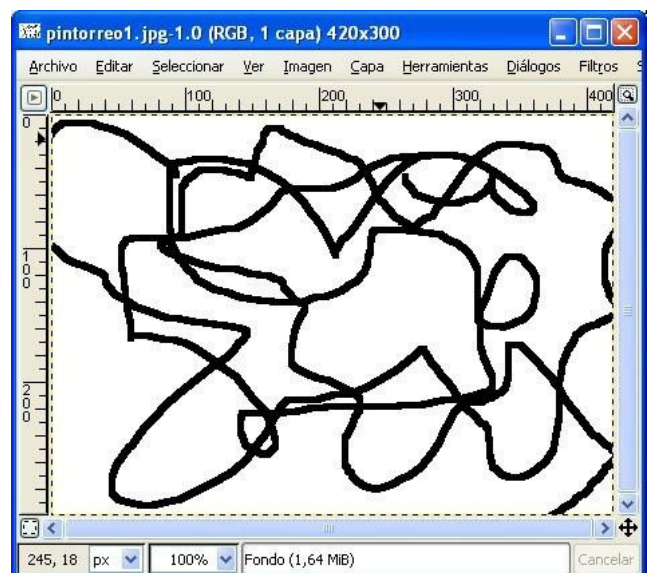 pintorreo1.jpg-1.0 (RGB, 1 capa) 420x300
Archivo Editar Seleccionar Ver Imagen Capa Herramientas Diálogos Filtros S
0 100 200 300 400
0
100
200
245, 18 px 100% Fondo (1,64 MiB) Cancelar